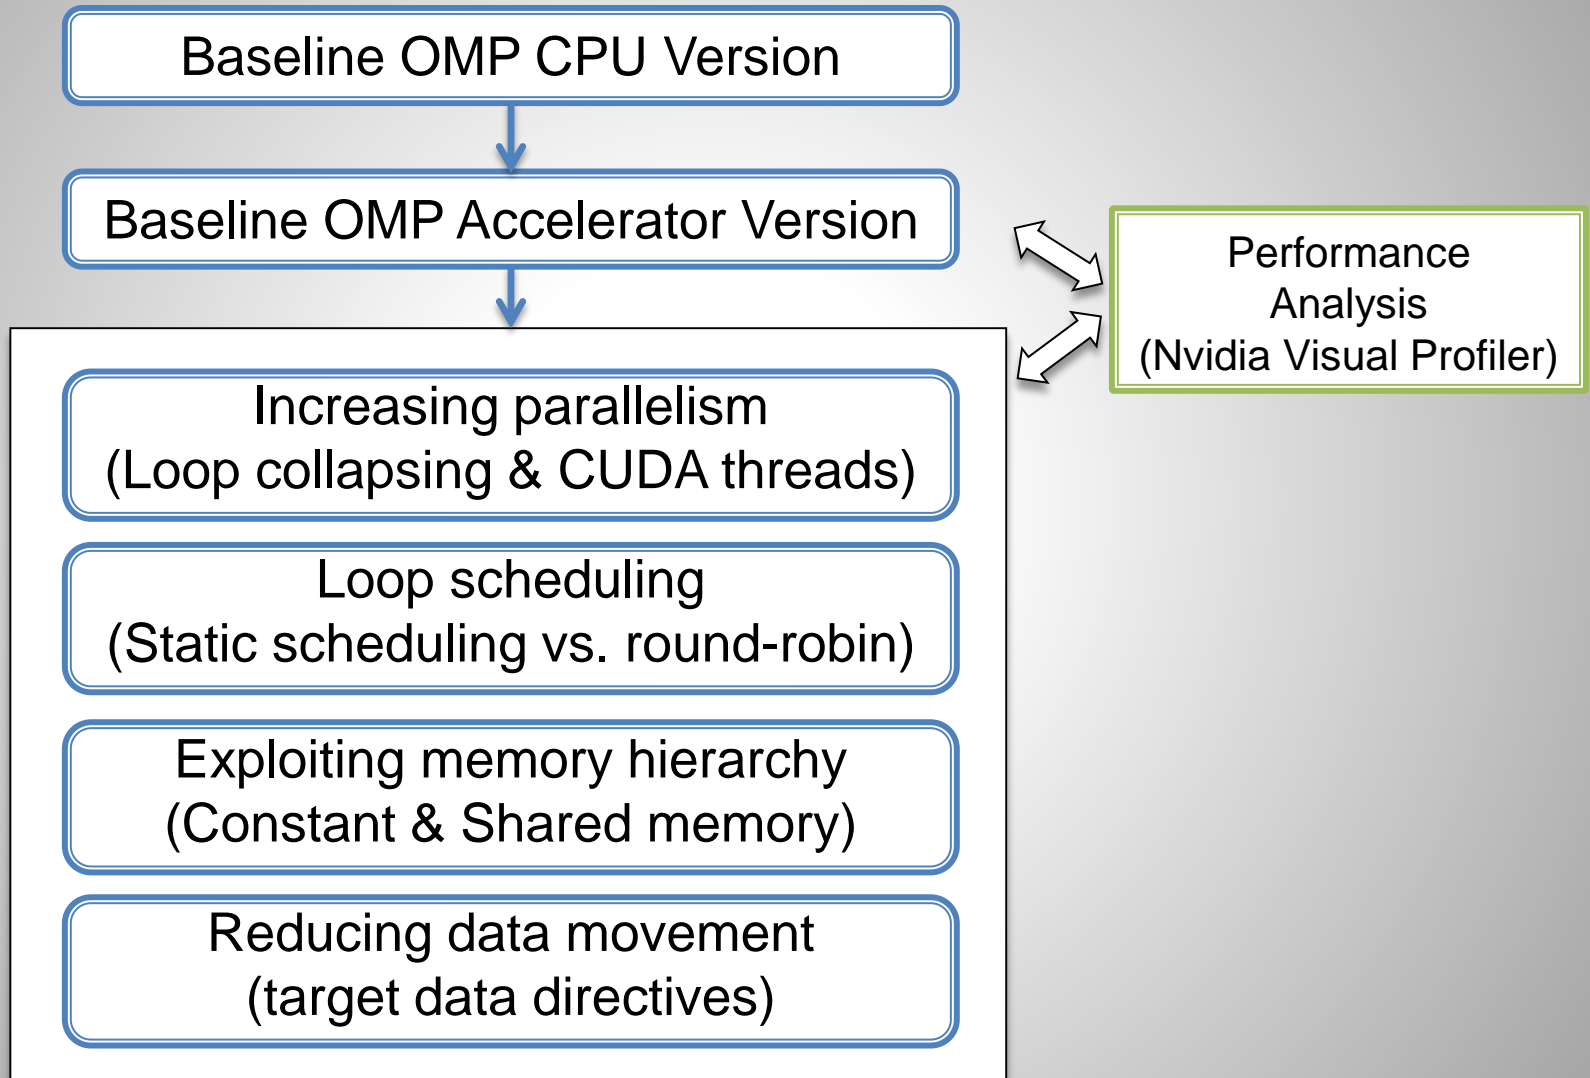 Baseline OMP CPU Version
Baseline OMP Accelerator Version
Performance
Analysis
(Nvidia Visual Profiler)
Increasing parallelism
(Loop collapsing & CUDA threads)
Loop scheduling
(Static scheduling vs. round-robin)
Exploiting memory hierarchy
(Constant & Shared memory)
Reducing data movement
(target data directives)